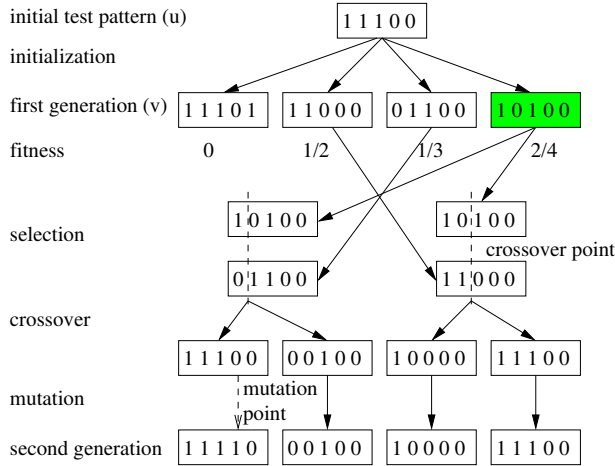 initial test pattern (u) 1 1 1 0 0
initialization
first generation (v) 1 1 1 0 1 1 1 0 0 0 0 1 1 0 0 1 0 1 0 0
fitness 0 1/2 1/3 2/4
1 0 1 0 0 1 0 1 0 0
selection
crossover point
0 1 1 0 0 1 1 0 0 0
crossover
1 1 1 0 0 0 0 1 0 0 1 0 0 0 0 1 1 1 0 0
mutation
mutation point
second generation 1 1 1 1 0 0 0 1 0 0 1 0 0 0 0 1 1 1 0 0